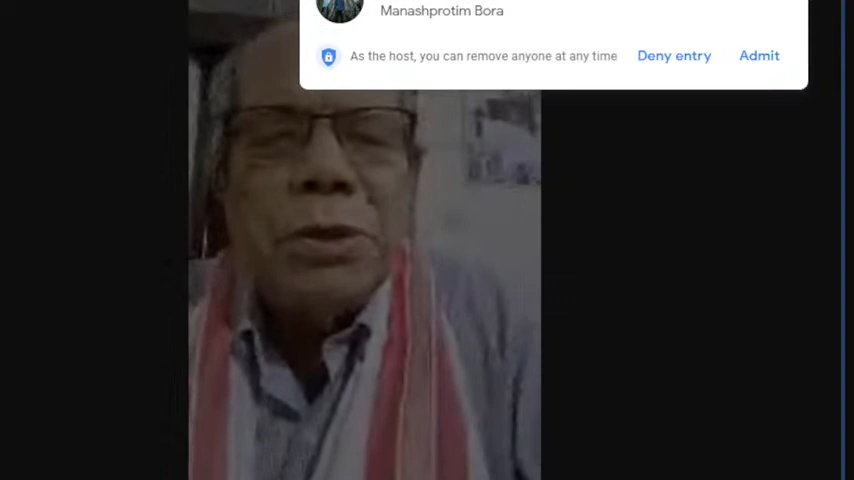 Manashprotim Bora
As the host, you can remove anyone at any time Deny entry Admit